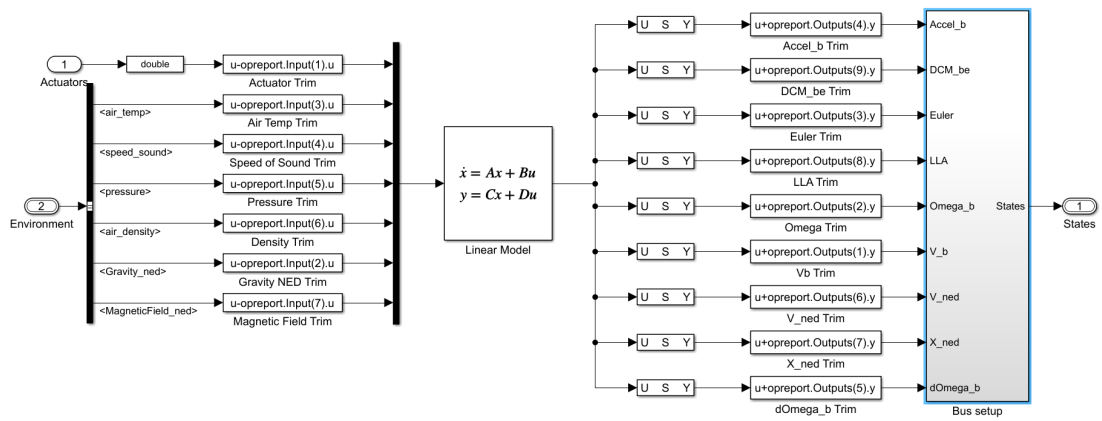 1
Actuators
double
u-opreport.Input(1).u
Actuator Trim
<air_temp>
u-opreport.Input(3).u
Air Temp Trim
<speed_sound>
u-opreport.Input(4).u
Speed of Sound Trim
<pressure>
u-opreport.Input(5).u
Pressure Trim
2
Environment
<air_density>
u-opreport.Input(6).u
Density Trim
<Gravity_ned>
u-opreport.Input(2).u
Gravity NED Trim
<MagneticField_ned>
u-opreport.Input(7).u
Magnetic Field Trim
ẋ = Ax + Bu
y = Cx + Du
Linear Model
U S Y
u+opreport.Outputs(4).y
Accel_b Trim
U S Y
u+opreport.Outputs(9).y
DCM_be Trim
U S Y
u+opreport.Outputs(3).y
Euler Trim
U S Y
u+opreport.Outputs(8).y
LLA Trim
U S Y
u+opreport.Outputs(2).y
Omega Trim
U S Y
u+opreport.Outputs(1).y
Vb Trim
U S Y
u+opreport.Outputs(6).y
V_ned Trim
U S Y
u+opreport.Outputs(7).y
X_ned Trim
U S Y
u+opreport.Outputs(5).y
dOmega_b Trim
Accel_b
DCM_be
Euler
LLA
Omega_b
V_b
V_ned
X_ned
dOmega_b
States
Bus setup
1
States